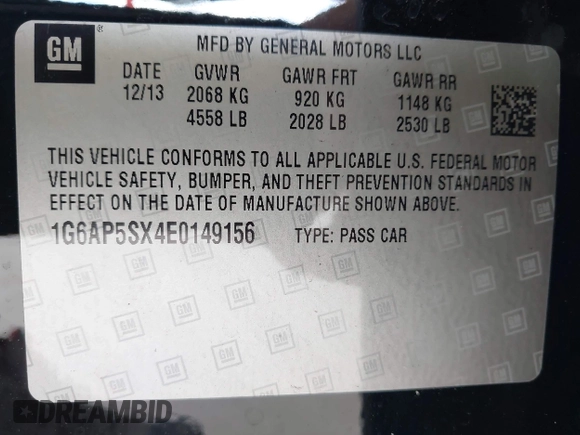 GM
®
MFD BY GENERAL MOTORS LLC
DATE GVWR GAWR FRT GAWR RR
12/13 2068 KG 920 KG 1148 KG
4558 LB 2028 LB 2530 LB
THIS VEHICLE CONFORMS TO ALL APPLICABLE U.S. FEDERAL MOTOR
VEHICLE SAFETY, BUMPER, AND THEFT PREVENTION STANDARDS IN
EFFECT ON THE DATE OF MANUFACTURE SHOWN ABOVE.
1G6AP5SX4E0149156 TYPE: PASS CAR
DREAMBID